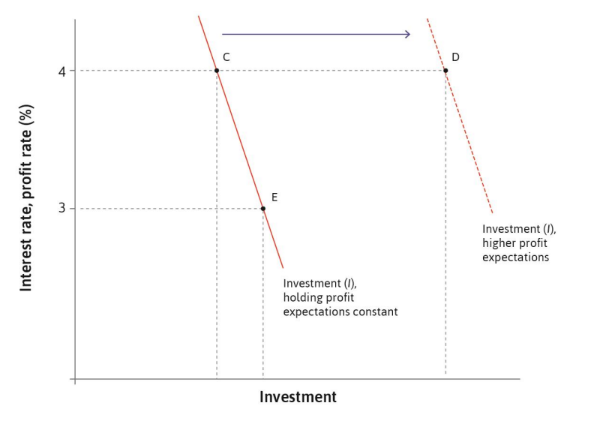 C
D
4
E
3
Interest rate, profit rate (%)
Investment (I),
higher profit
expectations
Investment (I),
holding profit
expectations constant
Investment